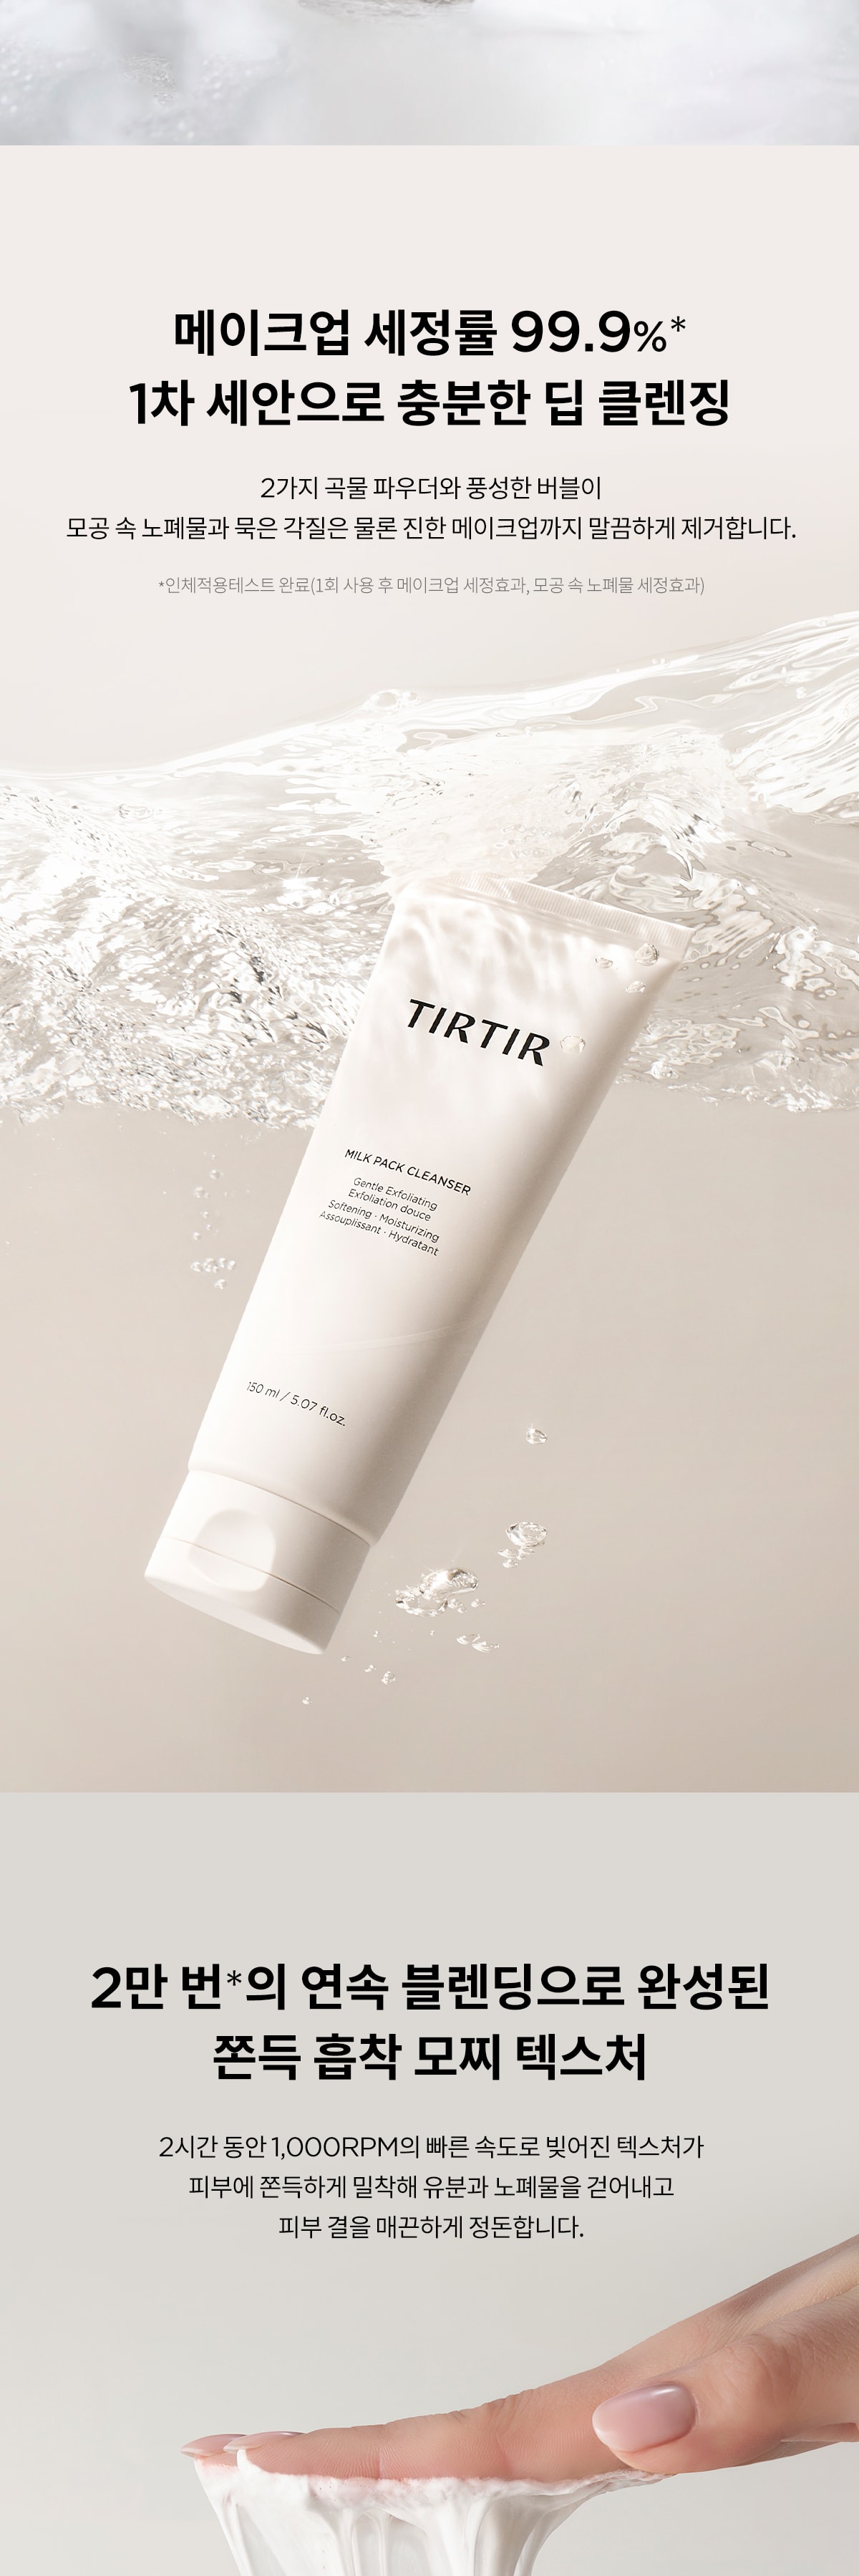 메이크업 세정률 99.9%*
1차 세안으로 충분한 딥 클렌징
2가지 곡물 파우더와 풍성한 버블이
모공 속 노폐물과 묵은 각질은 물론 진한 메이크업까지 말끔하게 제거합니다.
*인체적용테스트 완료(1회 사용 후 메이크업 세정효과, 모공 속 노폐물 세정효과)
TIRTIR
MILK PACK CLEANSER
Gentle Exfoliating
Exfoliation douce
Softening · Moisturizing
Assouplissant · Hydratant
150 ml / 5.07 fl.oz.
2만 번*의 연속 블렌딩으로 완성된
쫀득 흡착 모찌 텍스처
2시간 동안 1,000RPM의 빠른 속도로 빚어진 텍스처가
피부에 쫀득하게 밀착해 유분과 노폐물을 걷어내고
피부 결을 매끈하게 정돈합니다.